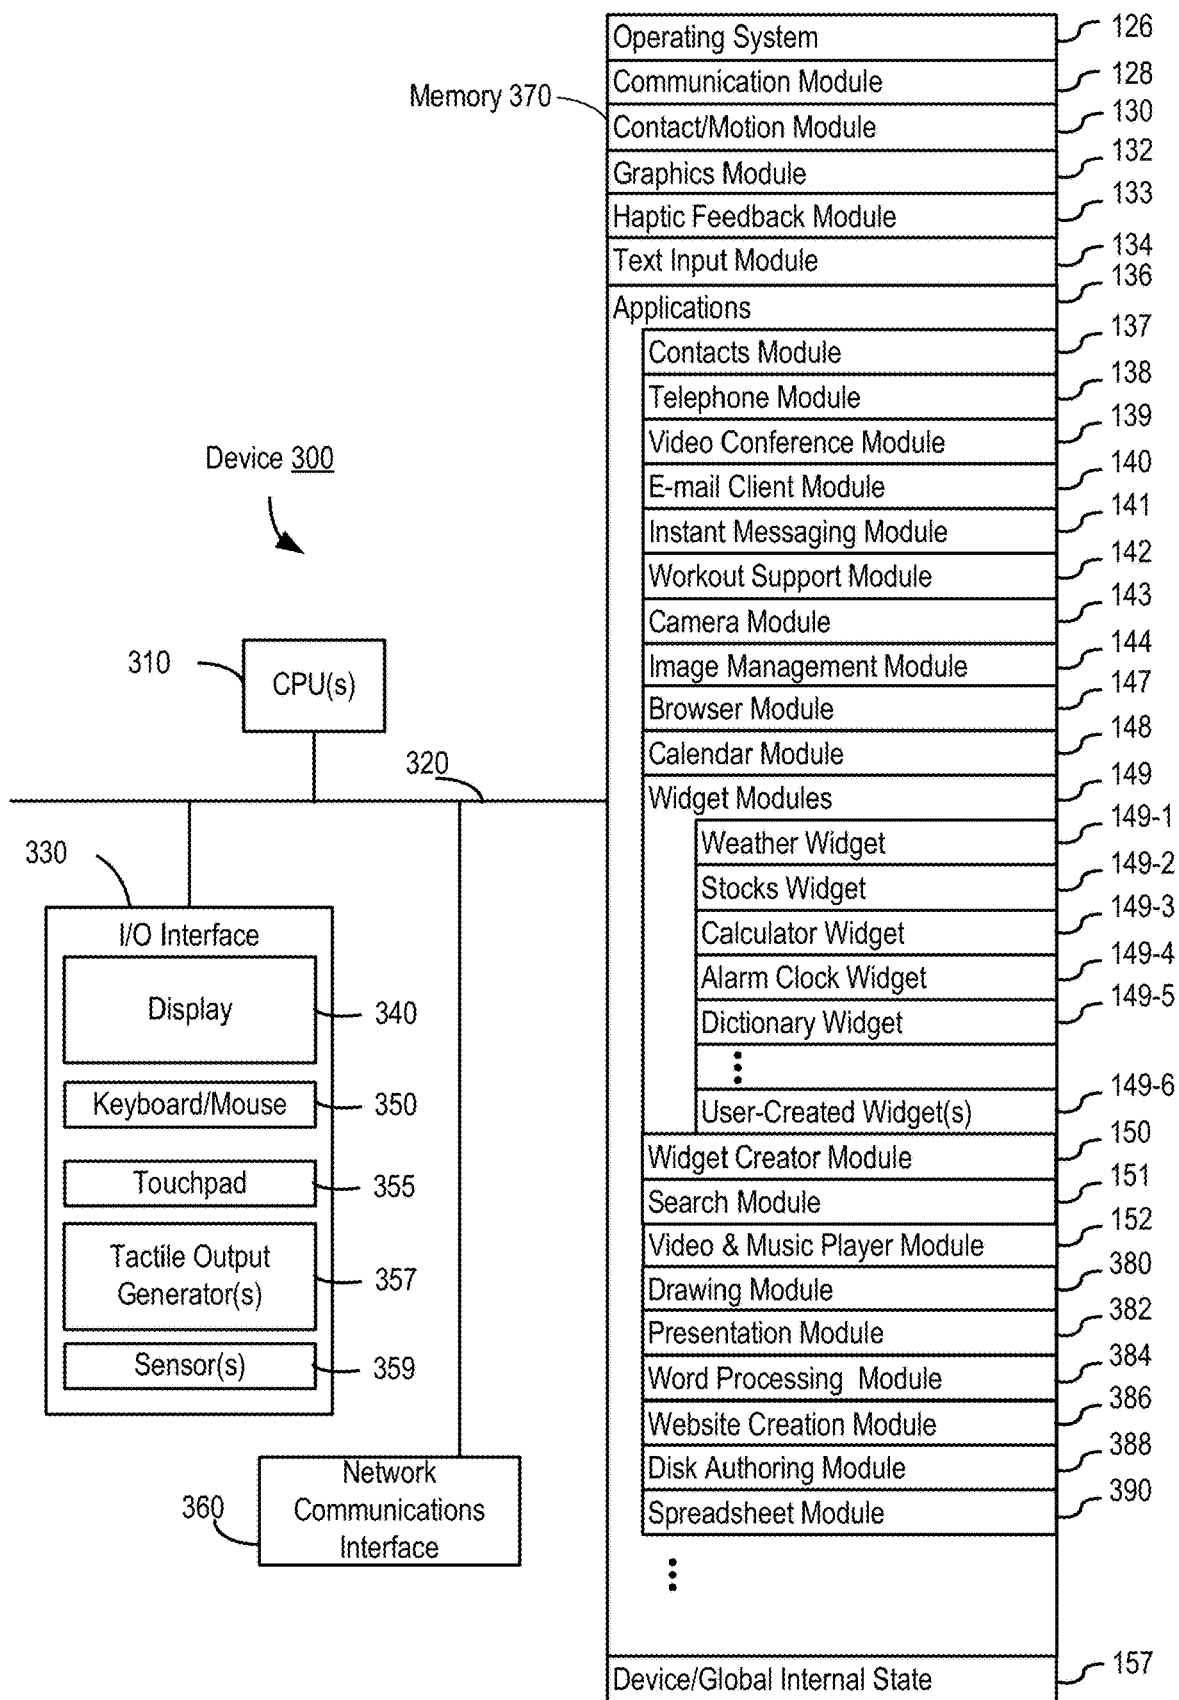 Memory 370
Operating System 126
Communication Module 128
Contact/Motion Module 130
Graphics Module 132
Haptic Feedback Module 133
Text Input Module 134
Applications 136
Contacts Module 137
Telephone Module 138
Video Conference Module 139
E-mail Client Module 140
Instant Messaging Module 141
Workout Support Module 142
Camera Module 143
Image Management Module 144
Browser Module 147
Calendar Module 148
Widget Modules 149
Weather Widget 149-1
Stocks Widget 149-2
Calculator Widget 149-3
Alarm Clock Widget 149-4
Dictionary Widget 149-5
User-Created Widget(s) 149-6
Widget Creator Module 150
Search Module 151
Video & Music Player Module 152
Drawing Module 380
Presentation Module 382
Word Processing Module 384
Website Creation Module 386
Disk Authoring Module 388
Spreadsheet Module 390
Device/Global Internal State 157
Device 300
310
CPU(s)
320
330
I/O Interface
Display 340
Keyboard/Mouse 350
Touchpad 355
Tactile Output
Generator(s) 357
Sensor(s) 359
360
Network
Communications
Interface